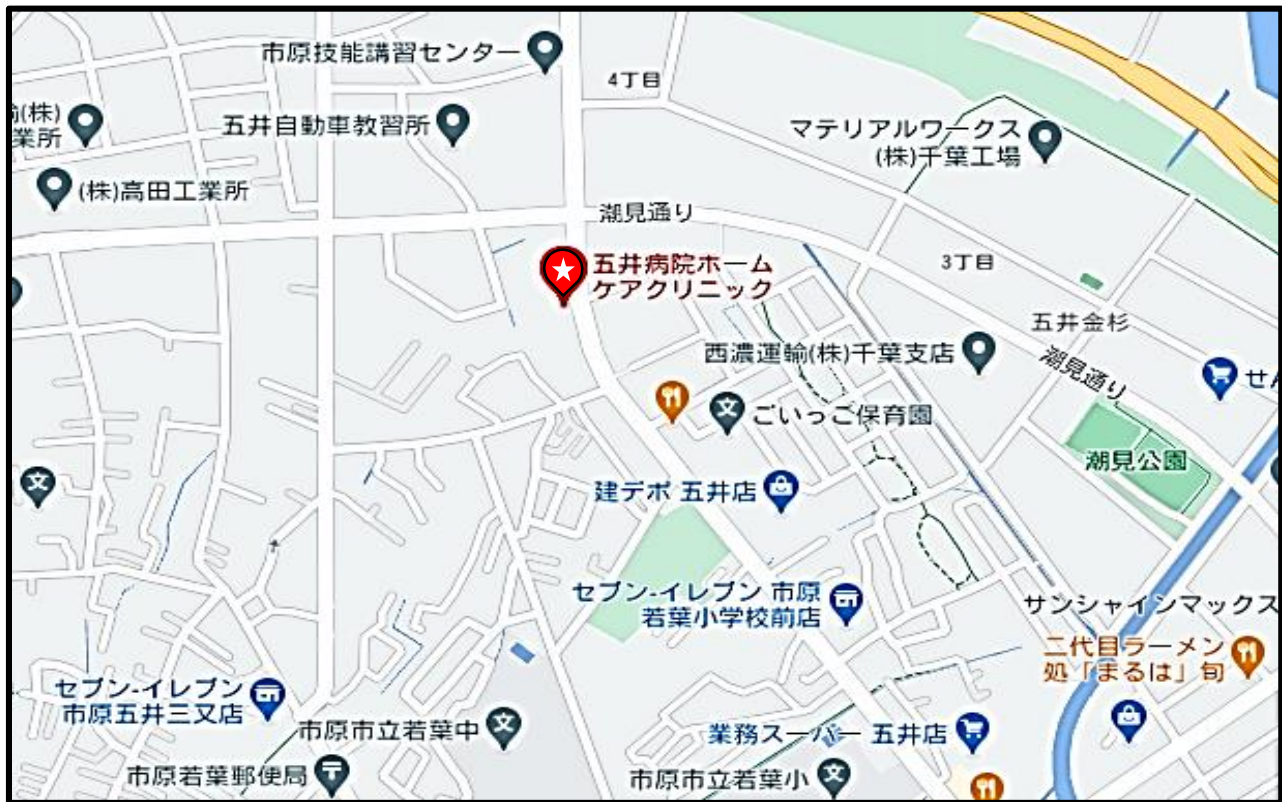 市原技能講習センター
4丁目
(株)
業所
五井自動車教習所
マテリアルワークス
(株)千葉工場
(株)高田工業所
潮見通り
五井病院ホーム
ケアクリニック
3丁目
五井金杉
西濃運輸(株)千葉支店
潮見通り
ごいっご保育園
潮見公園
建デポ 五井店
セブン-イレブン 市原
若葉小学校前店
サンシャインマックス
二代目ラーメン
処「まるは」旬
セブン-イレブン
市原五井三又店
市原市立若葉中
業務スーパー 五井店
市原若葉郵便局
市原市立若葉小